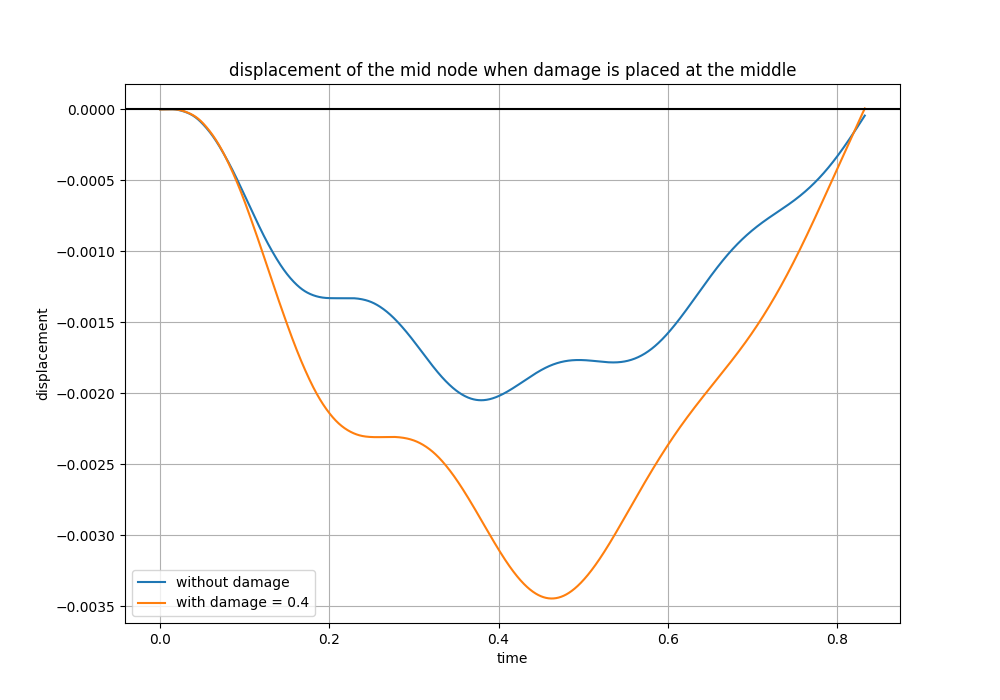 displacement of the mid node when damage is placed at the middle
0.0000
−0.0005
−0.0010
−0.0015
−0.0020
−0.0025
−0.0030
−0.0035
displacement
without damage
with damage = 0.4
0.0 0.2 0.4 0.6 0.8
time